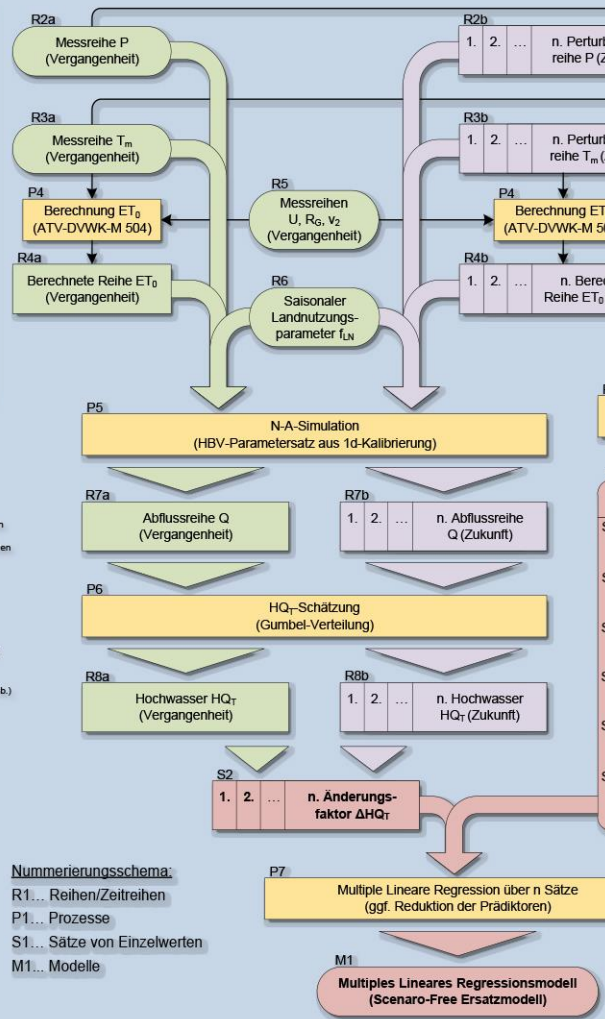 R2a
Messreihe P
(Vergangenheit)
R2b
1. 2. ... n. Perturb
reihe P (Z
R3a
Messreihe Tm
(Vergangenheit)
R3b
1. 2. ... n. Perturb
reihe Tm (
P4
Berechnung ET0
(ATV-DVWK-M 504)
R5
Messreihen
U, RG, v2
(Vergangenheit)
P4
Berechnung ET
(ATV-DVWK-M 50
R4a
Berechnete Reihe ET0
(Vergangenheit)
R6
Saisonaler
Landnutzungs-
parameter fLN
R4b
1. 2. ... n. Berec
Reihe ET0
P5
N-A-Simulation
(HBV-Parametersatz aus 1d-Kalibrierung)
R7a
Abflussreihe Q
(Vergangenheit)
R7b
1. 2. ... n. Abflussreihe
Q (Zukunft)
P6
HQT-Schätzung
(Gumbel-Verteilung)
R8a
Hochwasser HQT
(Vergangenheit)
R8b
1. 2. ... n. Hochwasser
HQT (Zukunft)
S2
1. 2. ... n. Änderungs-
faktor ΔHQT
P7
Multiple Lineare Regression über n Sätze
(ggf. Reduktion der Prädiktoren)
M1
Multiples Lineares Regressionsmodell
(Scenaro-Free Ersatzmodell)
Nummerierungsschema:
R1... Reihen/Zeitreihen
P1... Prozesse
S1... Sätze von Einzelwerten
M1... Modelle